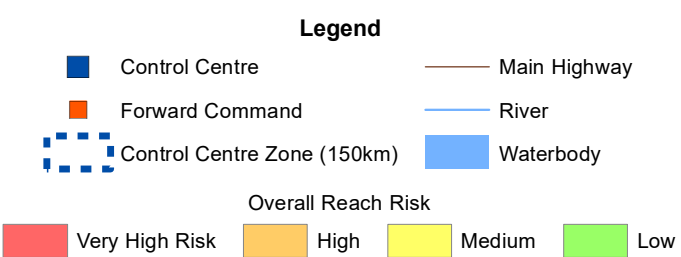 Legend
Control Centre Main Highway
Forward Command River
Control Centre Zone (150km) Waterbody
Overall Reach Risk
Very High Risk High Medium Low